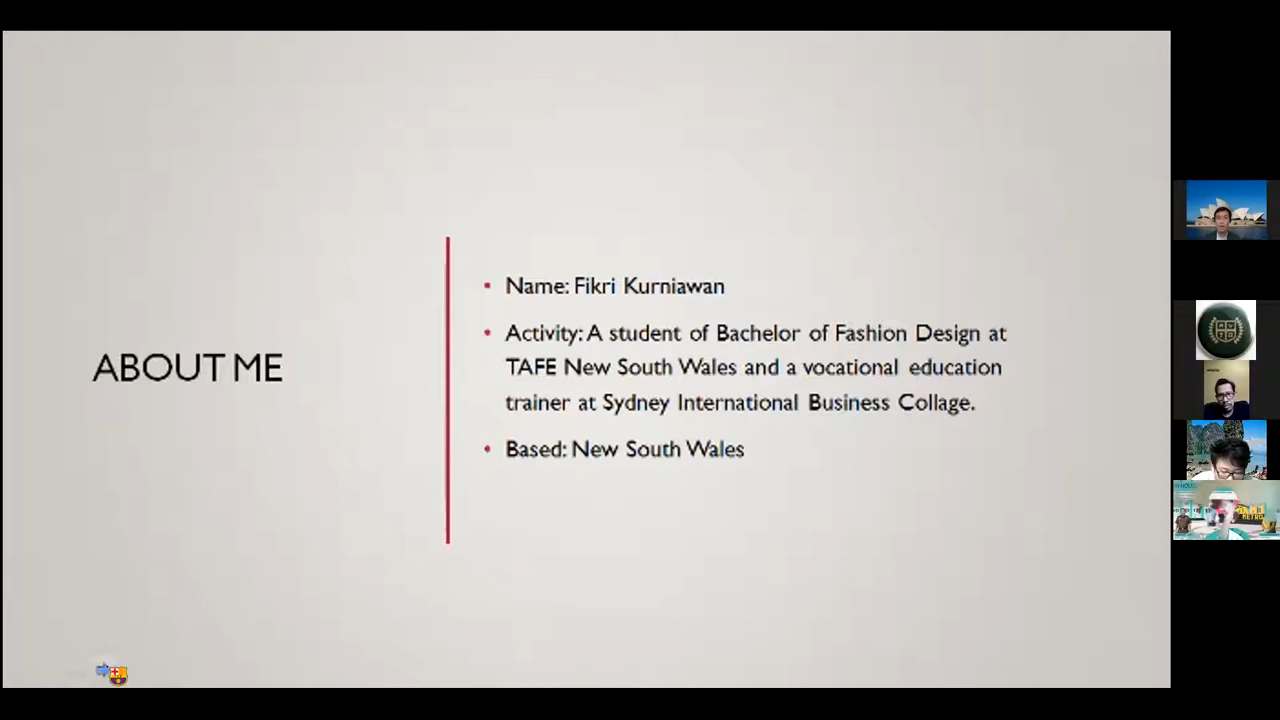 ABOUT ME
• Name: Fikri Kurniawan
• Activity: A student of Bachelor of Fashion Design at
TAFE New South Wales and a vocational education
trainer at Sydney International Business Collage.
• Based: New South Wales